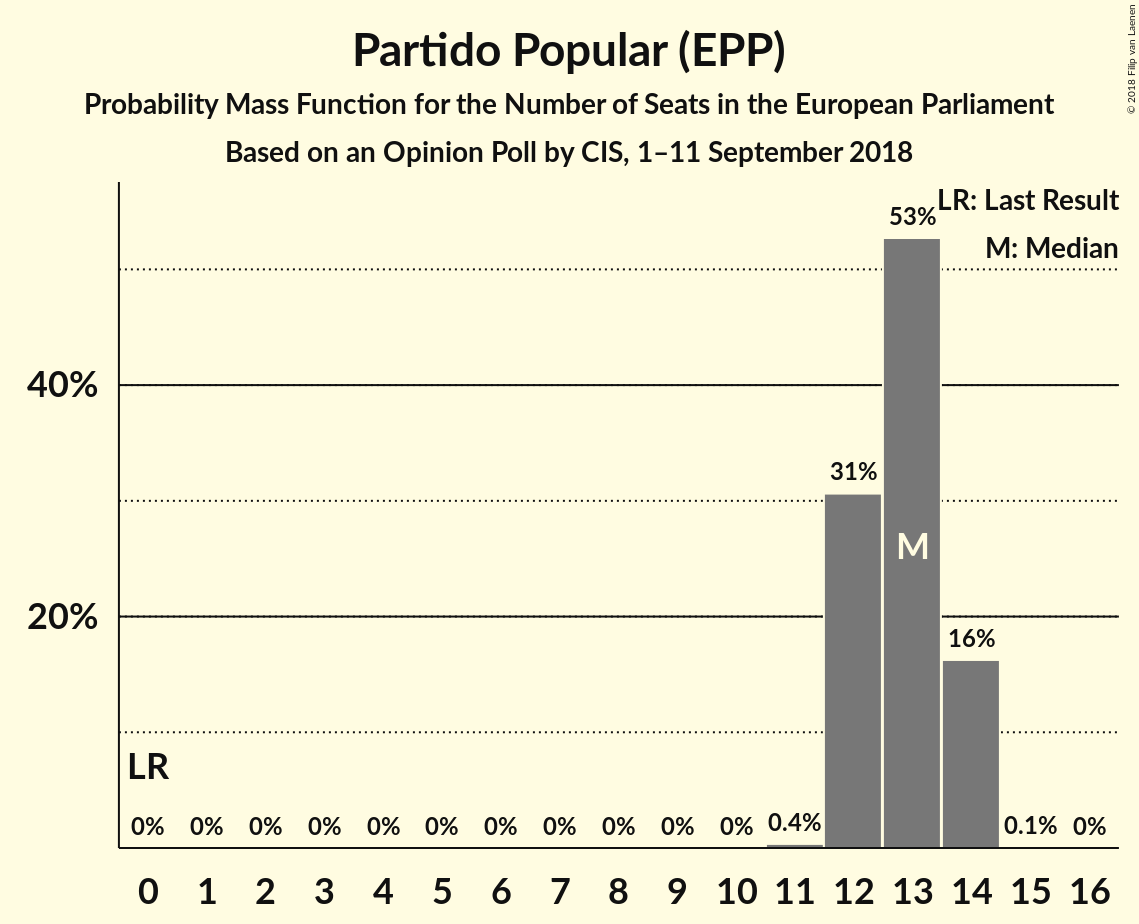 Partido Popular (EPP)
Probability Mass Function for the Number of Seats in the European Parliament
Based on an Opinion Poll by CIS, 1–11 September 2018
© 2018 Filip van Laenen
LR: Last Result
M: Median
53%
40%
31%
M
20%
16%
LR
0% 0% 0% 0% 0% 0% 0% 0% 0% 0% 0% 0.4% 0.1% 0%
0 1 2 3 4 5 6 7 8 9 10 11 12 13 14 15 16